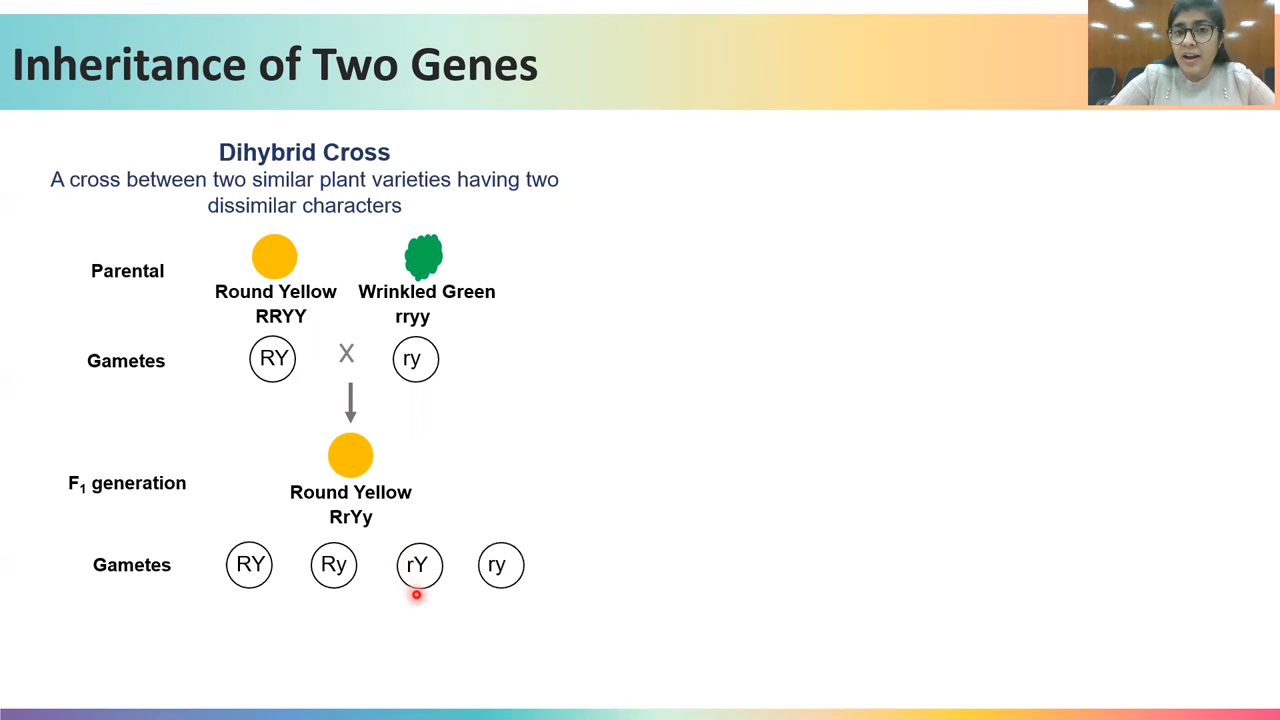 Inheritance of Two Genes
Dihybrid Cross
A cross between two similar plant varieties having two
dissimilar characters
Parental
Round Yellow Wrinkled Green
RRYY rryy
Gametes RY X ry
F₁ generation
Round Yellow
RrYy
Gametes RY Ry rY ry